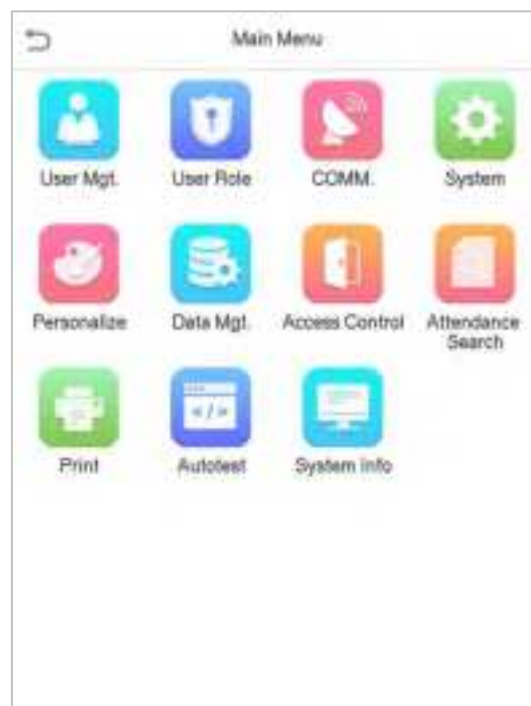 Main Menu
User Mgt.
User Role
COMM.
System
Personalize
Data Mgt.
Access Control
Attendance
Search
Print
Autotest
System Info